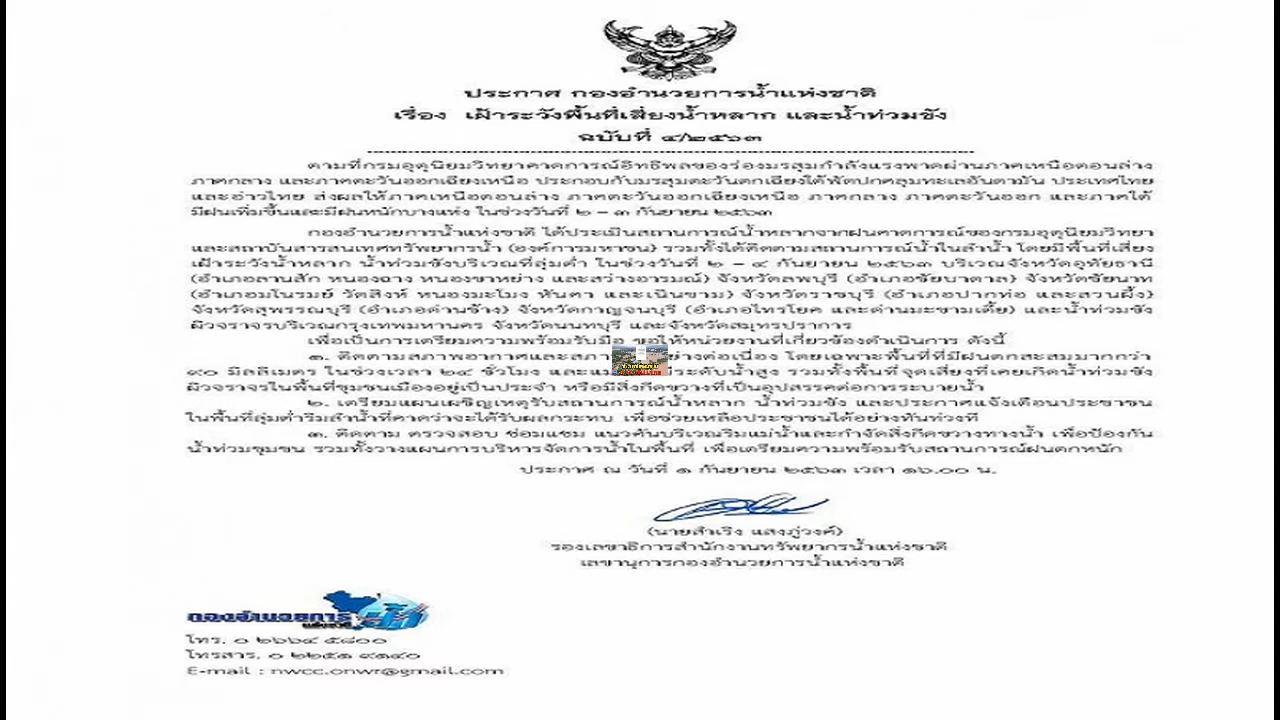 ประกาศ กองอำนวยการน้ำแห่งชาติ
เรื่อง เฝ้าระวังพื้นที่เสี่ยงน้ำหลาก และน้ำท่วมขัง
ฉบับที่ ๔/๒๕๖๓
ตามที่กรมอุตุนิยมวิทยาคาดการณ์อิทธิพลของร่องมรสุมกำลังแรงพาดผ่านภาคเหนือตอนล่าง
ภาคกลาง และภาคตะวันออกเฉียงเหนือ ประกอบกับมรสุมตะวันตกเฉียงใต้พัดปกคลุมทะเลอันดามัน ประเทศไทย
และอ่าวไทย ส่งผลให้ภาคเหนือตอนล่าง ภาคตะวันออกเฉียงเหนือ ภาคกลาง ภาคตะวันออก และภาคใต้
มีฝนเพิ่มขึ้นและมีฝนหนักบางแห่ง ในช่วงวันที่ ๒ – ๓ กันยายน ๒๕๖๓
กองอำนวยการน้ำแห่งชาติ ได้ประเมินสถานการณ์น้ำหลากจากฝนคาดการณ์ของกรมอุตุนิยมวิทยา
และสถาบันสารสนเทศทรัพยากรน้ำ (องค์การมหาชน) รวมทั้งได้ติดตามสถานการณ์น้ำในลำน้ำ โดยมีพื้นที่เสี่ยง
เฝ้าระวังน้ำหลาก น้ำท่วมขังบริเวณที่ลุ่มต่ำ ในช่วงวันที่ ๒ – ๔ กันยายน ๒๕๖๓ บริเวณจังหวัดอุทัยธานี
(อำเภอลานสัก หนองฉาง หนองขาหย่าง และสว่างอารมณ์) จังหวัดลพบุรี (อำเภอชัยบาดาล) จังหวัดชัยนาท
(อำเภอมโนรมย์ วัดสิงห์ หนองมะโมง หันคา และเนินขาม) จังหวัดราชบุรี (อำเภอปากท่อ และสวนผึ้ง)
จังหวัดสุพรรณบุรี (อำเภอด่านช้าง) จังหวัดกาญจนบุรี (อำเภอไทรโยค และด่านมะขามเตี้ย) และน้ำท่วมขัง
ผิวจราจรบริเวณกรุงเทพมหานคร จังหวัดนนทบุรี และจังหวัดสมุทรปราการ
เพื่อเป็นการเตรียมความพร้อมรับมือ ขอให้หน่วยงานที่เกี่ยวข้องดำเนินการ ดังนี้
๑. ติดตามสภาพอากาศและสภา ย่างต่อเนื่อง โดยเฉพาะพื้นที่ที่มีฝนตกสะสมมากกว่า
๙๐ มิลลิเมตร ในช่วงเวลา ๒๔ ชั่วโมง ระดับน้ำสูง รวมทั้งพื้นที่จุดเสี่ยงที่เคยเกิดน้ำท่วมขัง
ผิวจราจรในพื้นที่ชุมชนเมืองอยู่เป็นประจำ หรือมีสิ่งกีดขวางที่เป็นอุปสรรคต่อการระบายน้ำ
๒. เตรียมแผนเผชิญเหตุรับสถานการณ์น้ำหลาก น้ำท่วมขัง และประกาศแจ้งเตือนประชาชน
ในพื้นที่ลุ่มต่ำริมลำน้ำที่คาดว่าจะได้รับผลกระทบ เพื่อช่วยเหลือประชาชนได้อย่างทันท่วงที
๓. ติดตาม ตรวจสอบ ซ่อมแซม แนวคันบริเวณริมแม่น้ำและกำจัดสิ่งกีดขวางทางน้ำ เพื่อป้องกัน
น้ำท่วมชุมชน รวมทั้งวางแผนการบริหารจัดการน้ำในพื้นที่ เพื่อเตรียมความพร้อมรับสถานการณ์ฝนตกหนัก
ประกาศ ณ วันที่ ๑ กันยายน ๒๕๖๓ เวลา ๑๖.๐๐ น.
(นายสำเริง แสงภู่วงค์)
รองเลขาธิการสำนักงานทรัพยากรน้ำแห่งชาติ
เลขานุการกองอำนวยการน้ำแห่งชาติ
กองอำนวยการ
น้ำ
แห่งชาติ
โทร. ๐ ๒๖๖๔ ๕๘๐๐
โทรสาร. ๐ ๒๒๕๑ ๙๑๔๐
E-mail : nwcc.onwr@gmail.com